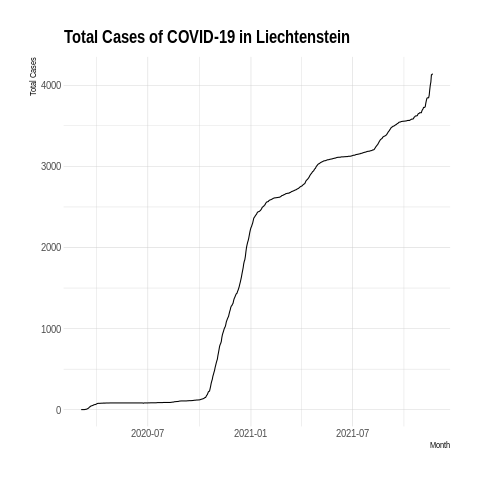 Total Cases of COVID-19 in Liechtenstein
Total Cases
4000
3000
2000
1000
0
2020-07 2021-01 2021-07
Month